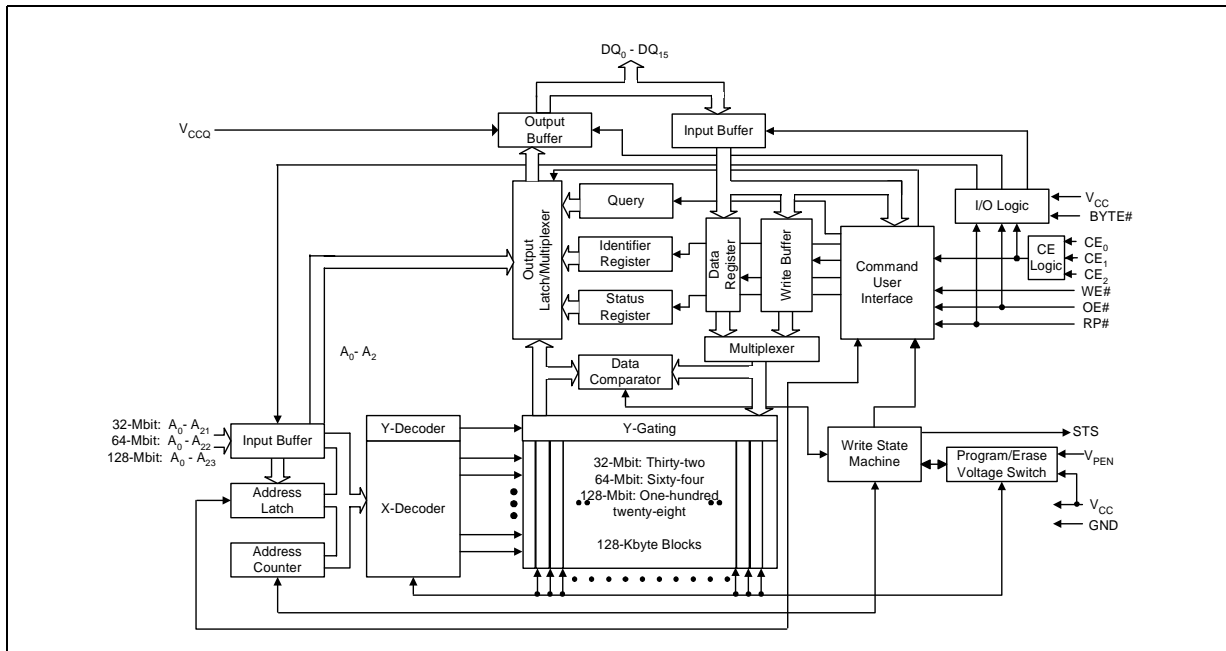 DQ0 - DQ15
VCCQ
Output
Buffer
Input Buffer
Output
Latch/Multiplexer
Query
Identifier
Register
Status
Register
Data
Register
Write Buffer
Command
User
Interface
I/O Logic
VCC
BYTE#
CE
Logic
CE0
CE1
CE2
WE#
OE#
RP#
A0- A2
Data
Comparator
Multiplexer
32-Mbit: A0- A21
64-Mbit: A0 - A22
128-Mbit: A0 - A23
Input Buffer
Address
Latch
Address
Counter
Y-Decoder
X-Decoder
Y-Gating
32-Mbit: Thirty-two
64-Mbit: Sixty-four
128-Mbit: One-hundred
twenty-eight
128-Kbyte Blocks
Write State
Machine
STS
Program/Erase
Voltage Switch
VPEN
VCC
GND